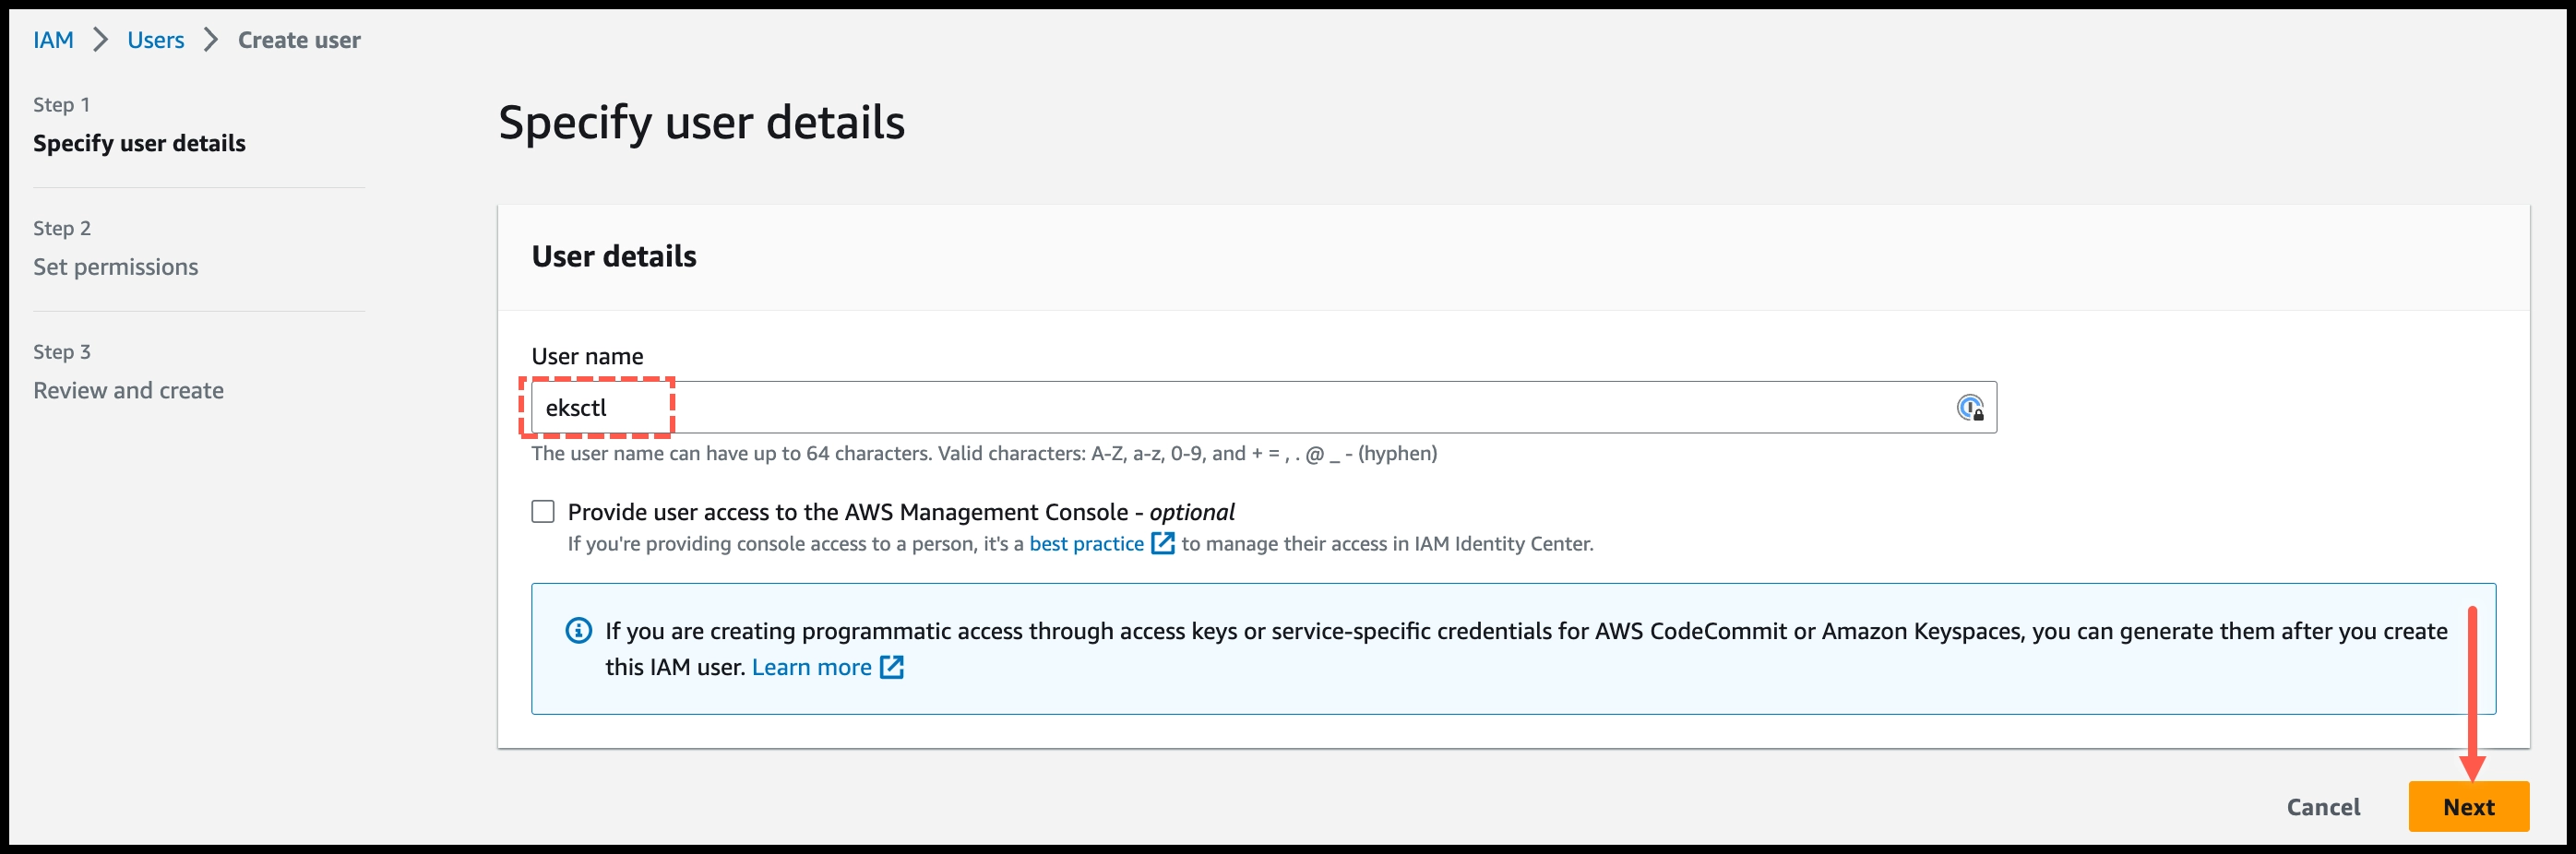 IAM > Users > Create user
Step 1
Specify user details
Step 2
Set permissions
Step 3
Review and create
Specify user details
User details
User name
eksctl
The user name can have up to 64 characters. Valid characters: A-Z, a-z, 0-9, and + = , . @ _ - (hyphen)
Provide user access to the AWS Management Console - optional
If you're providing console access to a person, it's a best practice to manage their access in IAM Identity Center.
If you are creating programmatic access through access keys or service-specific credentials for AWS CodeCommit or Amazon Keyspaces, you can generate them after you create
this IAM user. Learn more
Cancel Next